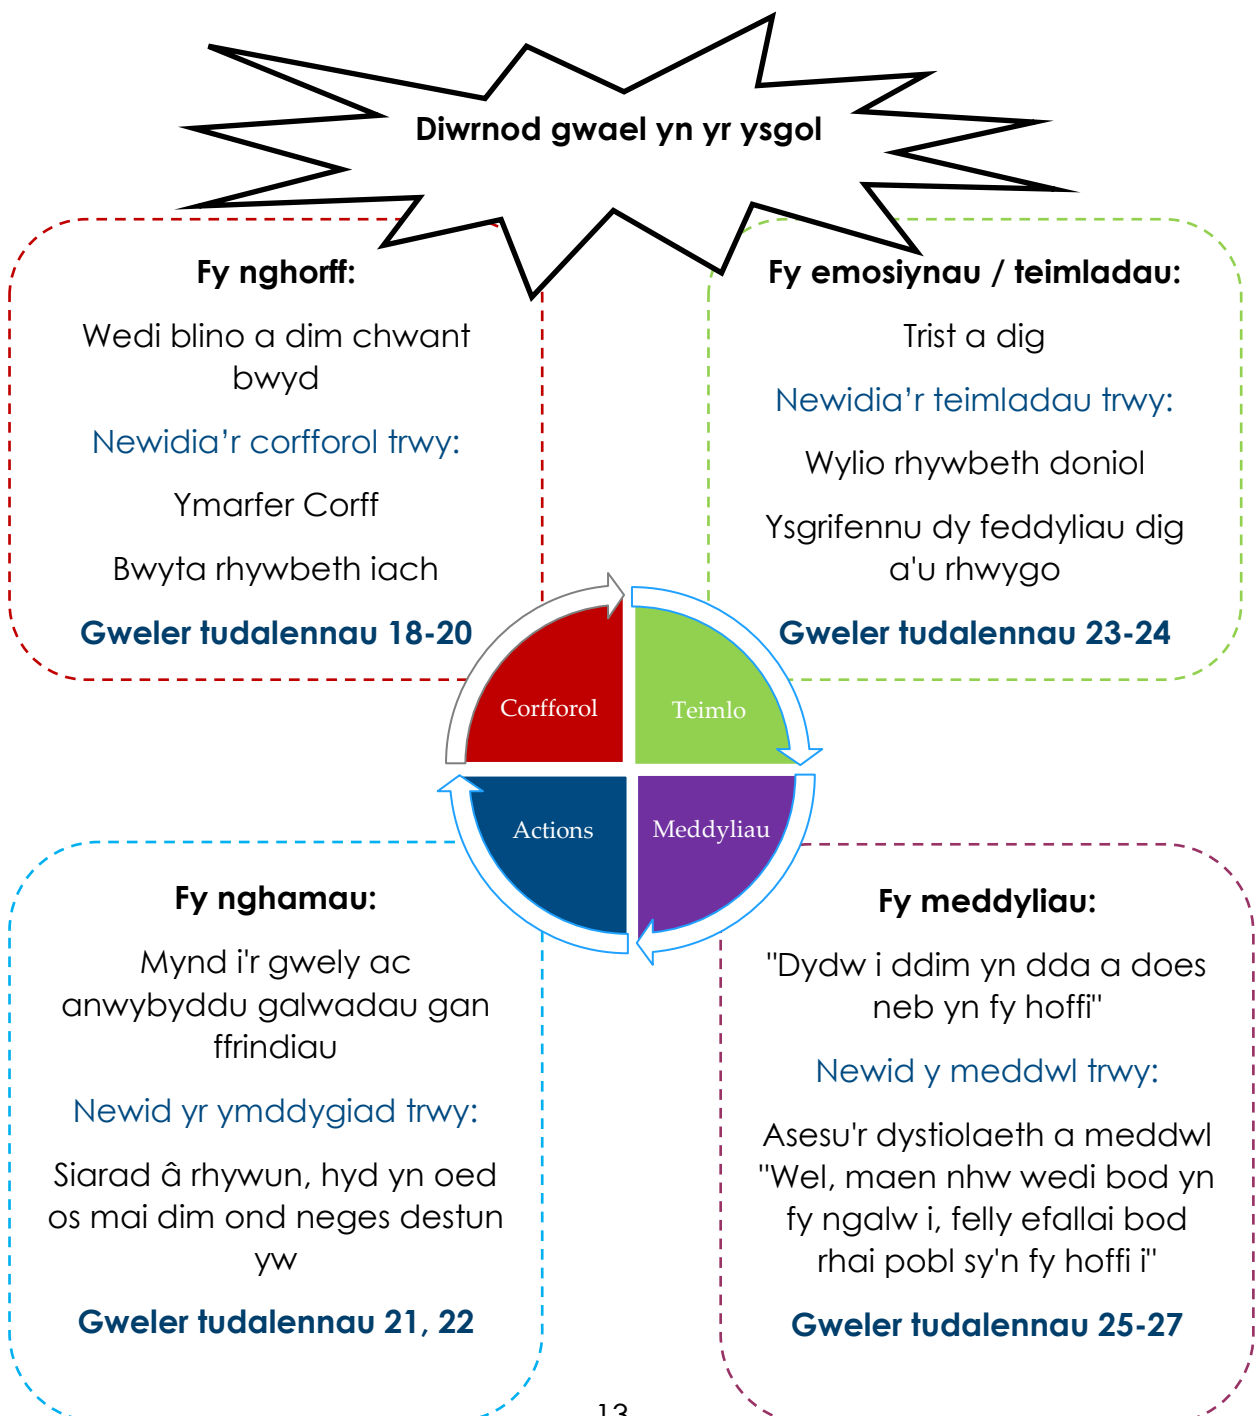 Diwrnod gwael yn yr ysgol
Fy nghorff:
Wedi blino a dim chwant
bwyd
Newidia’r corfforol trwy:
Ymarfer Corff
Bwyta rhywbeth iach
Gweler tudalennau 18-20
Fy emosiynau / teimladau:
Trist a dig
Newidia’r teimladau trwy:
Wylio rhywbeth doniol
Ysgrifennu dy feddyliau dig
a'u rhwygo
Gweler tudalennau 23-24
Corfforol
Teimlo
Actions
Meddyliau
Fy nghamau:
Mynd i'r gwely ac
anwybyddu galwadau gan
ffrindiau
Newid yr ymddygiad trwy:
Siarad â rhywun, hyd yn oed
os mai dim ond neges destun
yw
Gweler tudalennau 21, 22
Fy meddyliau:
"Dydw i ddim yn dda a does
neb yn fy hoffi"
Newid y meddwl trwy:
Asesu'r dystiolaeth a meddwl
"Wel, maen nhw wedi bod yn
fy ngalw i, felly efallai bod
rhai pobl sy'n fy hoffi i"
Gweler tudalennau 25-27
13